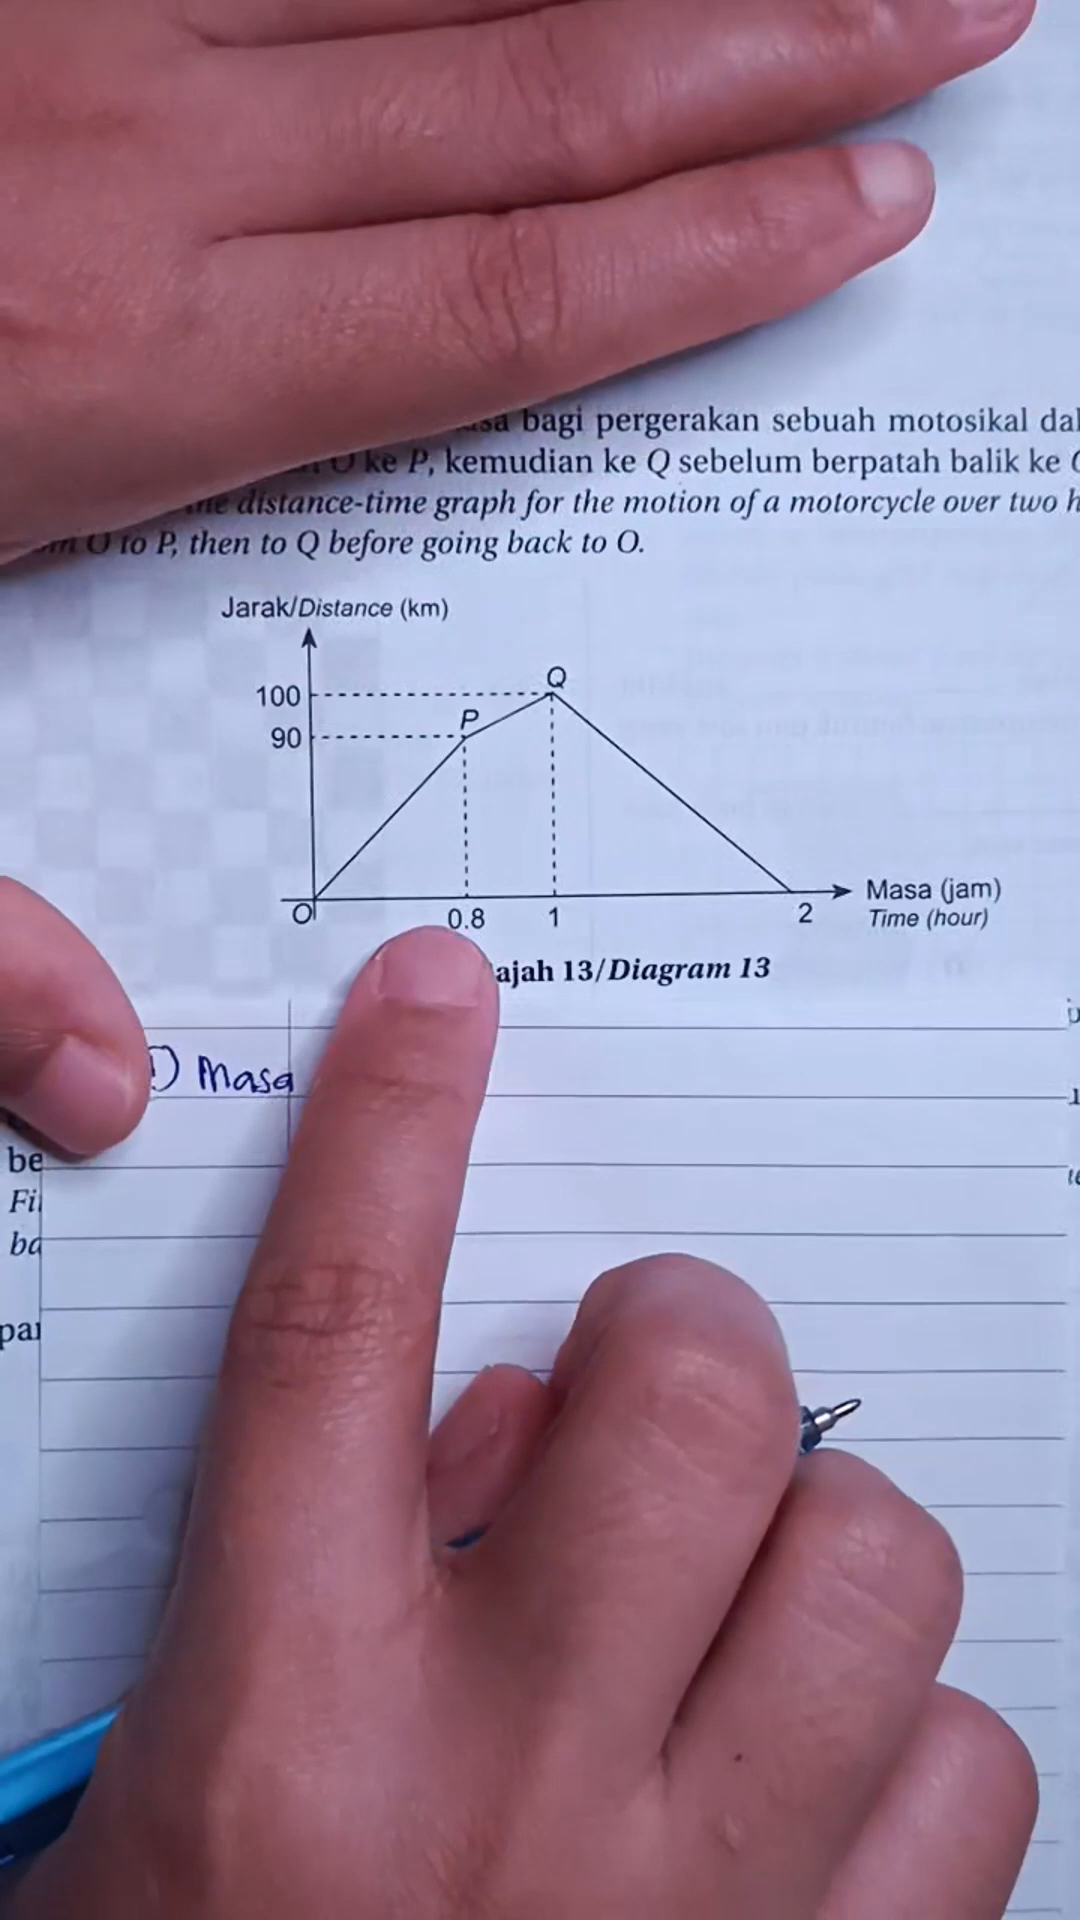 bagi pergerakan sebuah motosikal
ke P, kemudian ke Q sebelum berpatah balik ke
distance-time graph for the motion of a motorcycle over two
O to P, then to Q before going back to O.
Jarak/Distance (km)
Q
100
P
90
Masa (jam)
O
0.8
1
2
Time (hour)
ajah 13/Diagram 13
1) Masa
be
Fi
ba
par